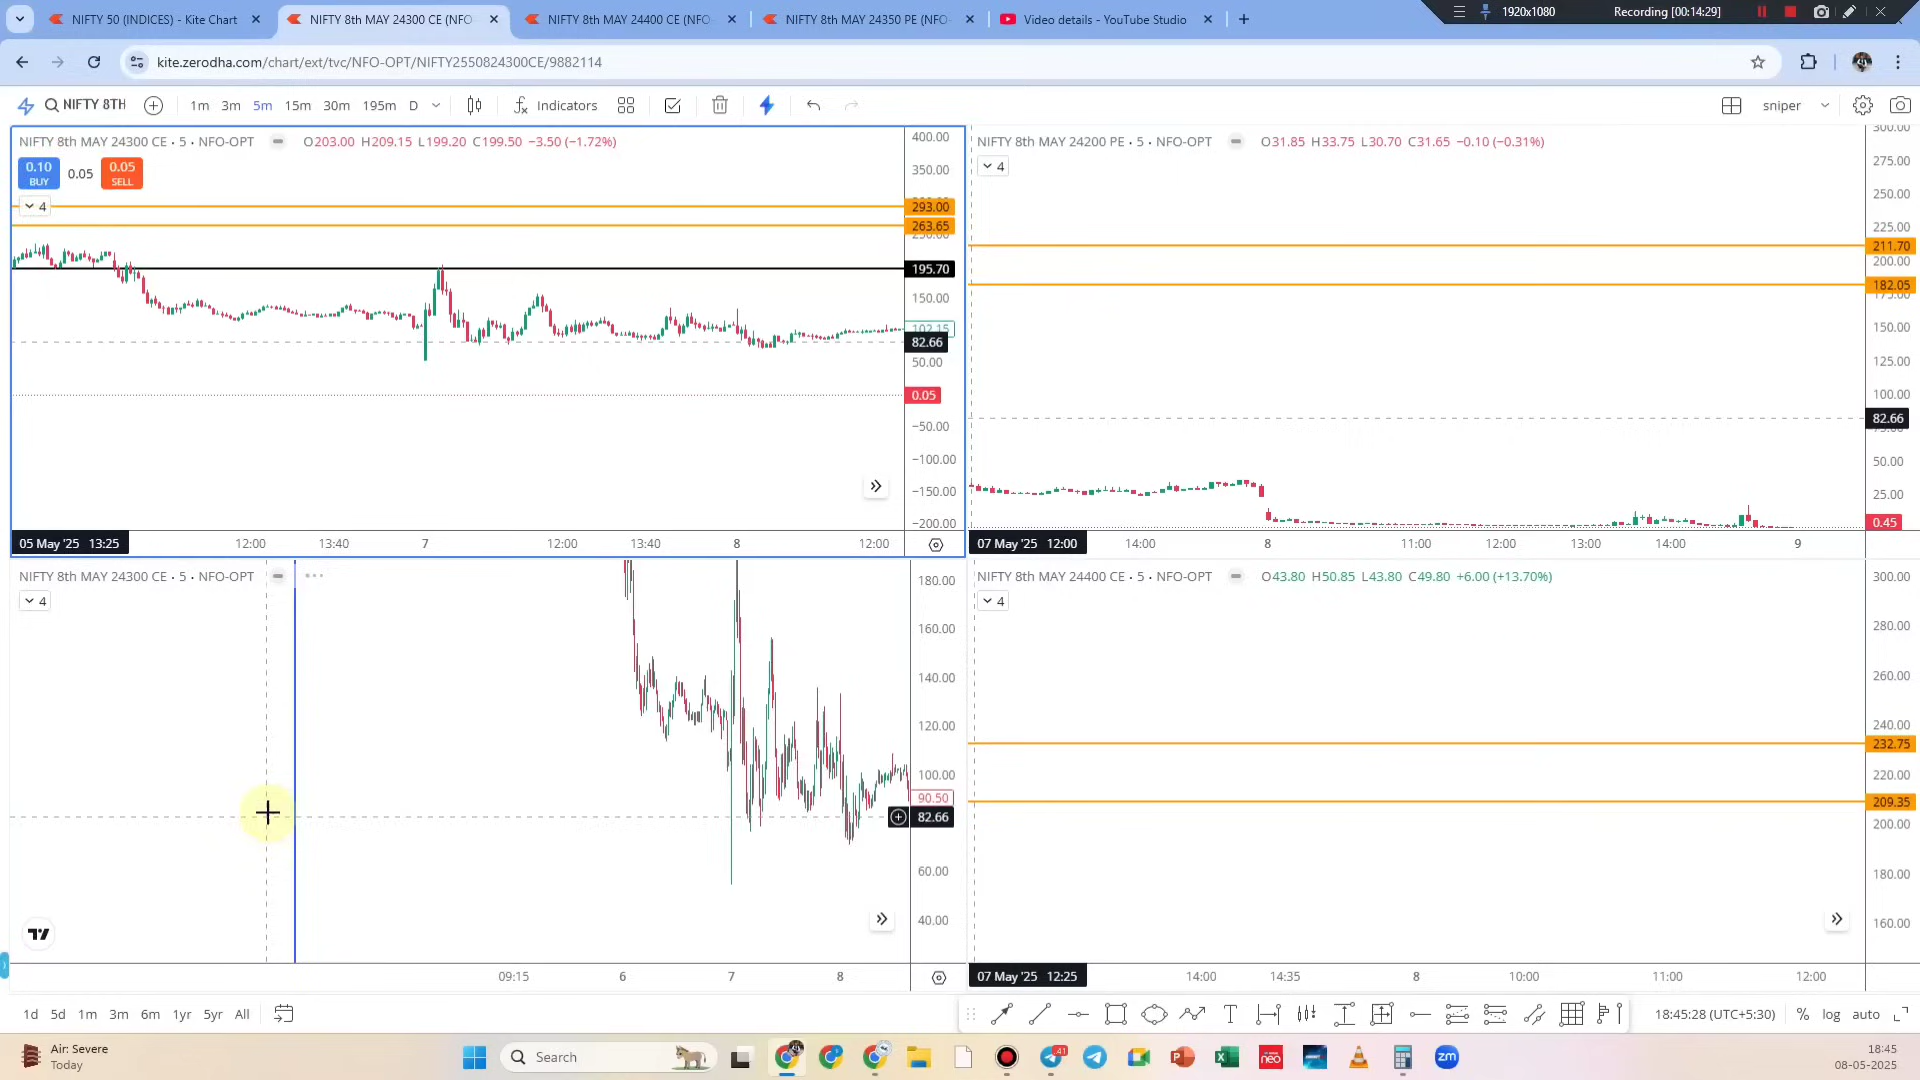 NIFTY 50 (INDICES) - Kite Chart
NIFTY 8th MAY 24300 CE (NFO-
NIFTY 8th MAY 24400 CE (NFO-
NIFTY 8th MAY 24350 PE (NFO-
Video details - YouTube Studio
1920x1080
Recording [00:14:29]
kite.zerodha.com/chart/ext/tvc/NFO-OPT/NIFTY2550824300CE/9882114
NIFTY 8TH
1m 3m 5m 15m 30m 195m D
Indicators
sniper
NIFTY 8th MAY 24300 CE · 5 · NFO-OPT
O203.00 H209.15 L199.20 C199.50 −3.50 (−1.72%)
0.10
BUY
0.05
0.05
SELL
4
400.00
350.00
293.00
263.65
195.70
150.00
102.15
82.66
50.00
0.05
−50.00
−100.00
−150.00
−200.00
05 May '25 13:25
12:00 13:40 7 12:00 13:40 8 12:00
NIFTY 8th MAY 24200 PE · 5 · NFO-OPT
O31.85 H33.75 L30.70 C31.65 −0.10 (−0.31%)
4
300.00
275.00
250.00
225.00
211.70
200.00
182.05
175.00
150.00
125.00
100.00
82.66
75.00
50.00
25.00
0.45
07 May '25 12:00
14:00 8 11:00 12:00 13:00 14:00 9
NIFTY 8th MAY 24300 CE · 5 · NFO-OPT
4
180.00
160.00
140.00
120.00
100.00
90.50
82.66
60.00
40.00
09:15 6 7 8
NIFTY 8th MAY 24400 CE · 5 · NFO-OPT
O43.80 H50.85 L43.80 C49.80 +6.00 (+13.70%)
4
300.00
280.00
260.00
240.00
232.75
220.00
209.35
200.00
180.00
160.00
07 May '25 12:25
14:00 14:35 8 10:00 11:00 12:00
1d 5d 1m 3m 6m 1yr 5yr All
18:45:28 (UTC+5:30) % log auto
Air: Severe
Today
Search
41
neo
zm
18:45
08-05-2025